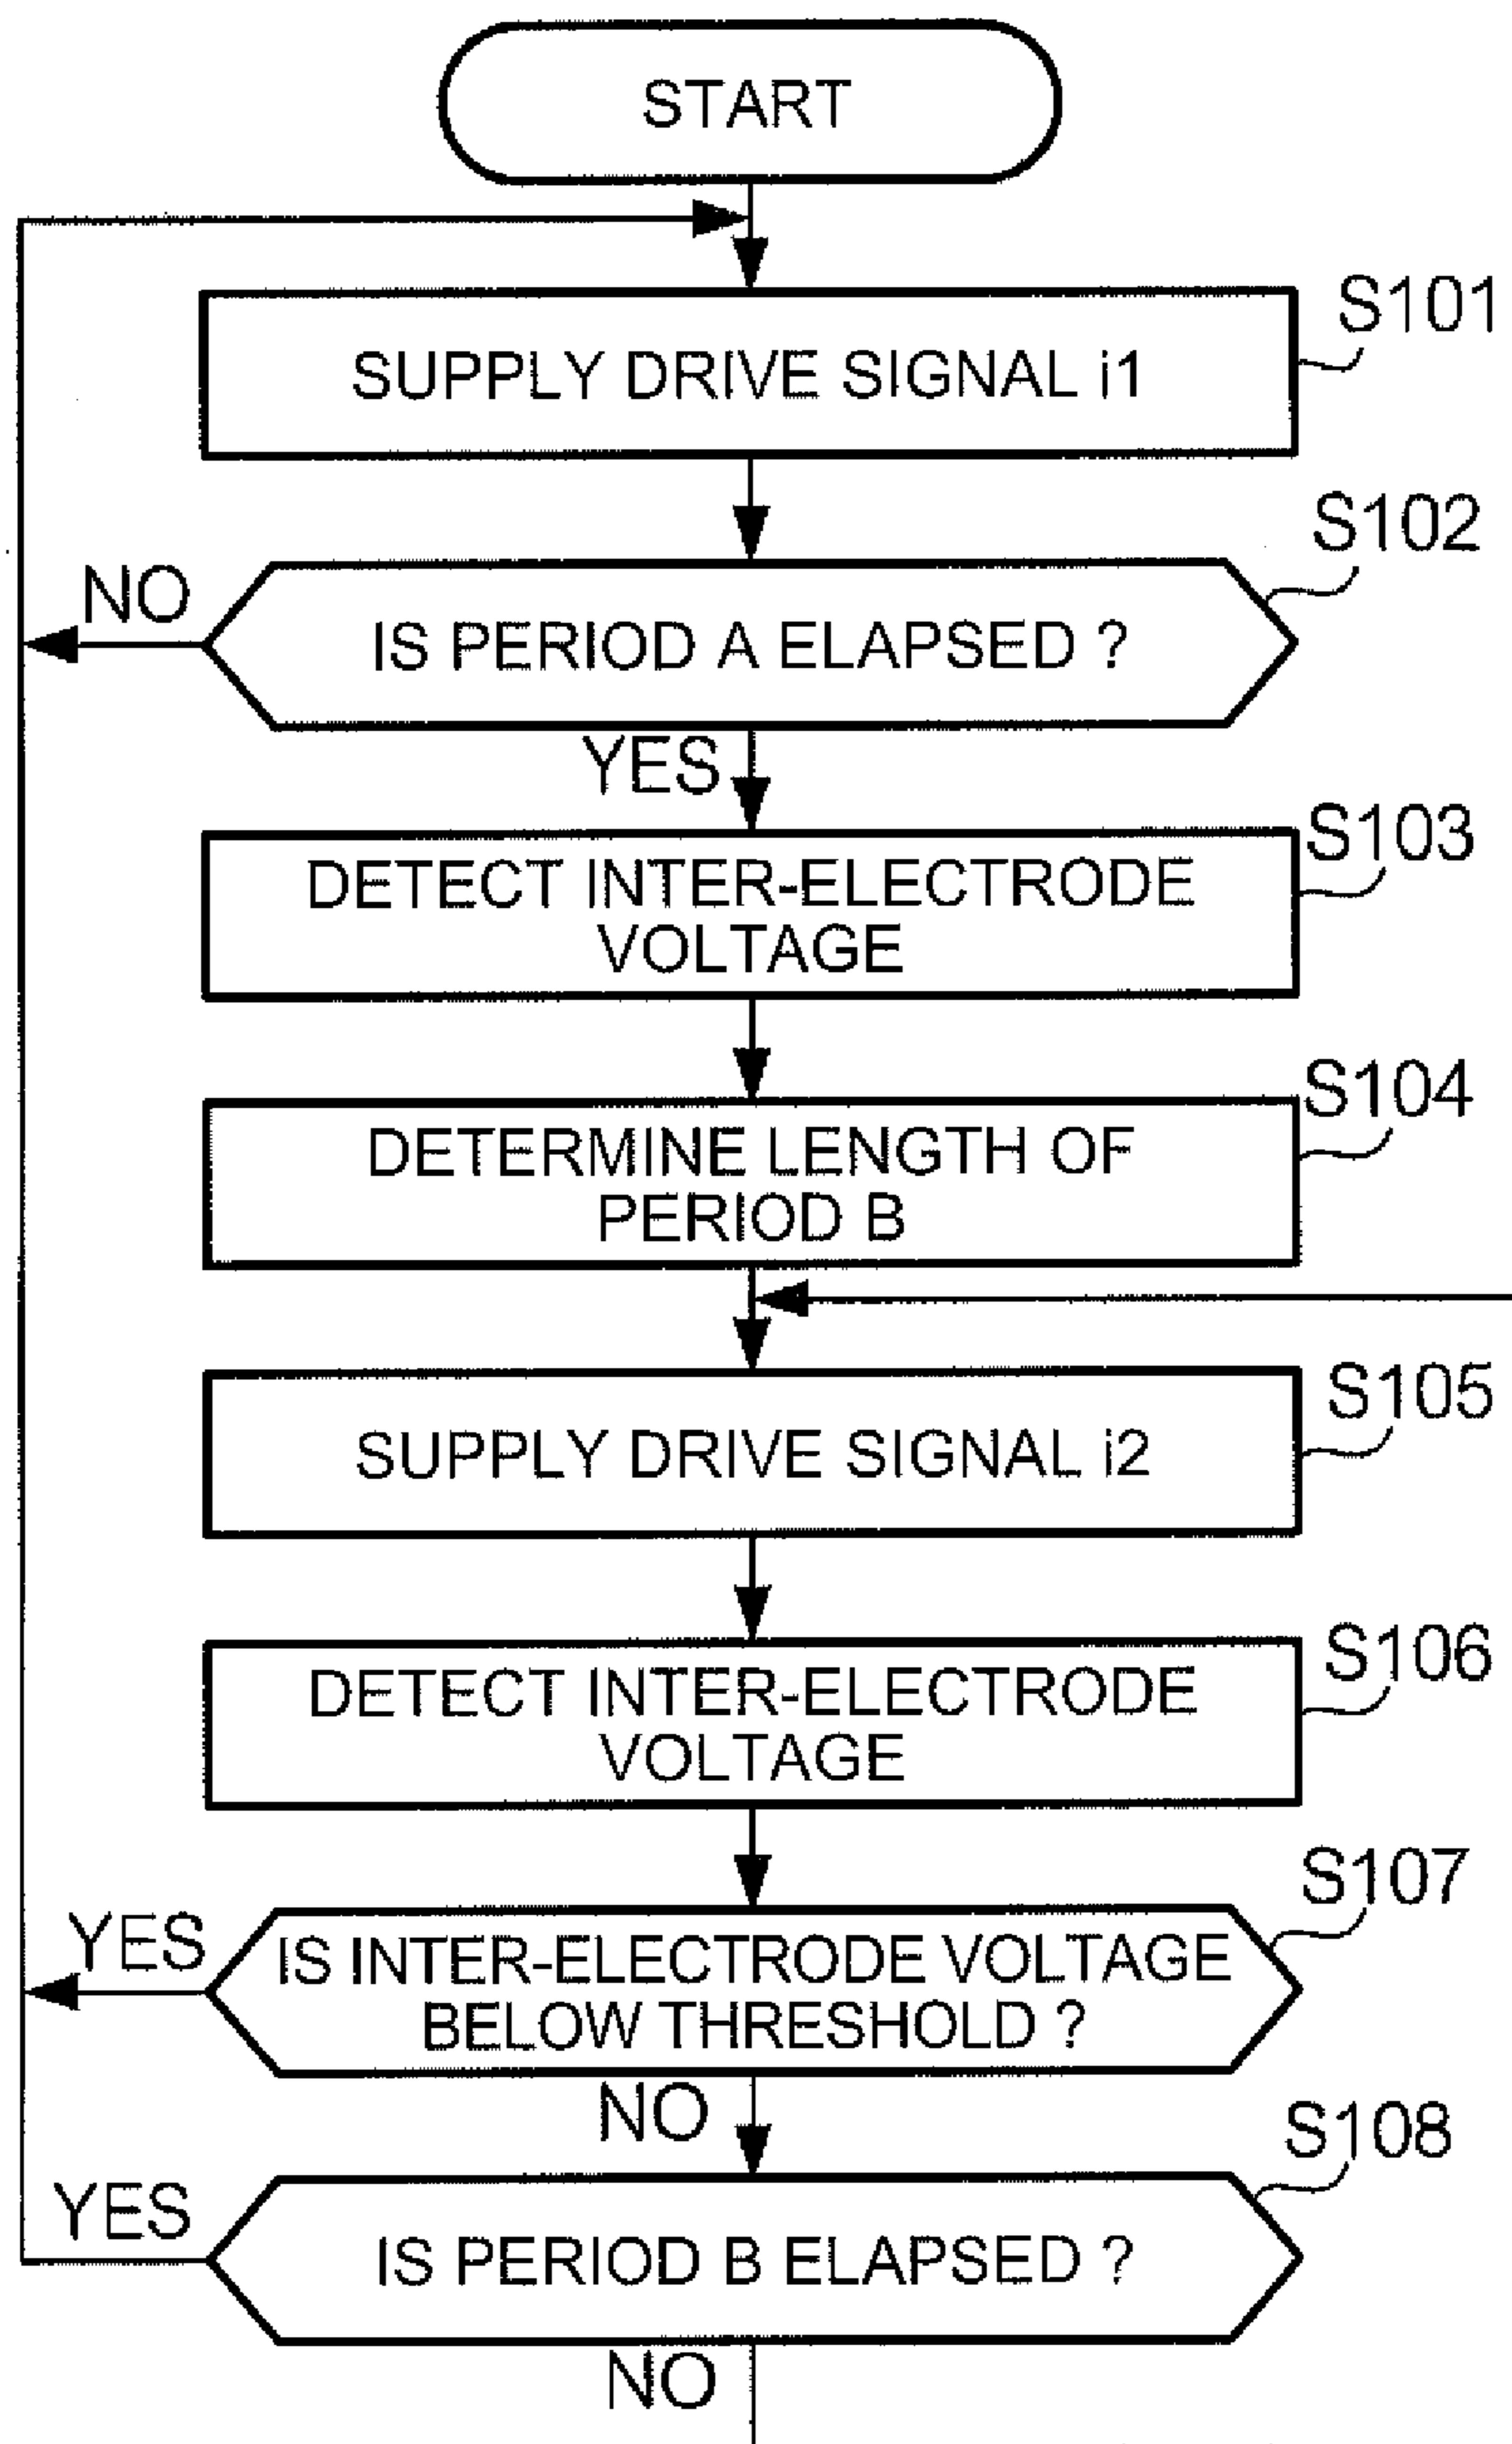 START
S101
SUPPLY DRIVE SIGNAL i1
S102
NO
IS PERIOD A ELAPSED ?
YES
S103
DETECT INTER-ELECTRODE
VOLTAGE
S104
DETERMINE LENGTH OF
PERIOD B
S105
SUPPLY DRIVE SIGNAL i2
S106
DETECT INTER-ELECTRODE
VOLTAGE
S107
YES
IS INTER-ELECTRODE VOLTAGE
BELOW THRESHOLD ?
NO
S108
YES
IS PERIOD B ELAPSED ?
NO